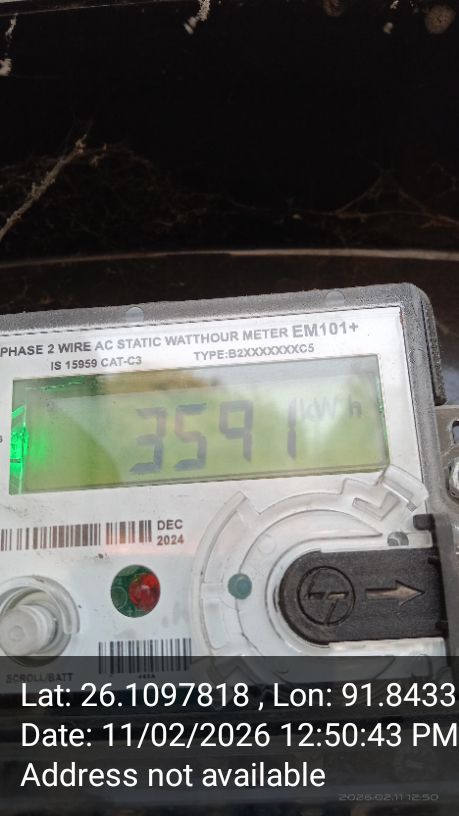 PHASE 2 WIRE AC STATIC WATTHOUR METER EM101+
IS 15959 CAT-C3 TYPE:B2XXXXXXXC5
3591 kWh
DEC
2024
SCROLL/BATT
Lat: 26.1097818 , Lon: 91.8433
Date: 11/02/2026 12:50:43 PM
Address not available
2026.02.11 12:50